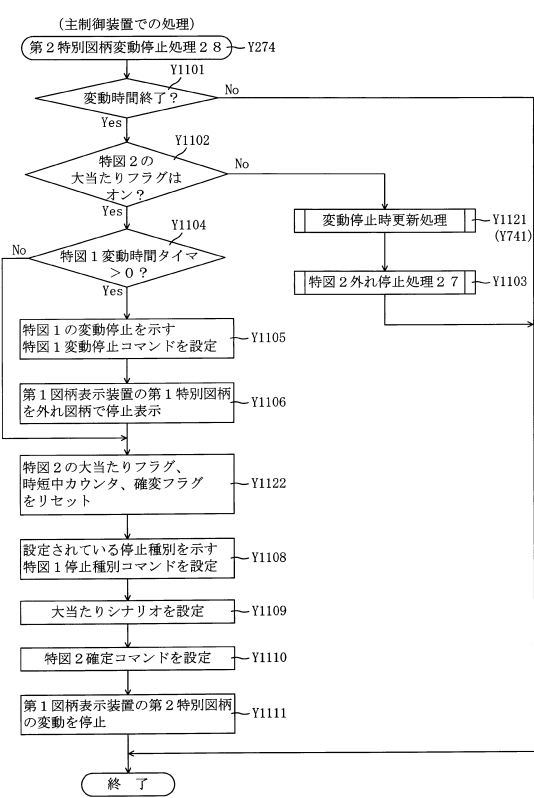 (主制御装置での処理)
第2特別図柄変動停止処理28
Y274
Y1101
変動時間終了?
No
Yes
Y1102
特図2の
大当たりフラグは
オン?
No
Yes
変動停止時更新処理
Y1121
(Y741)
特図2外れ停止処理27
Y1103
Y1104
特図1変動時間タイマ
>0?
No
Yes
特図1の変動停止を示す
特図1変動停止コマンドを設定
Y1105
第1図柄表示装置の第1特別図柄
を外れ図柄で停止表示
Y1106
特図2の大当たりフラグ、
時短中カウンタ、確変フラグ
をリセット
Y1122
設定されている停止種別を示す
特図1停止種別コマンドを設定
Y1108
大当たりシナリオを設定
Y1109
特図2確定コマンドを設定
Y1110
第1図柄表示装置の第2特別図柄
の変動を停止
Y1111
終 了